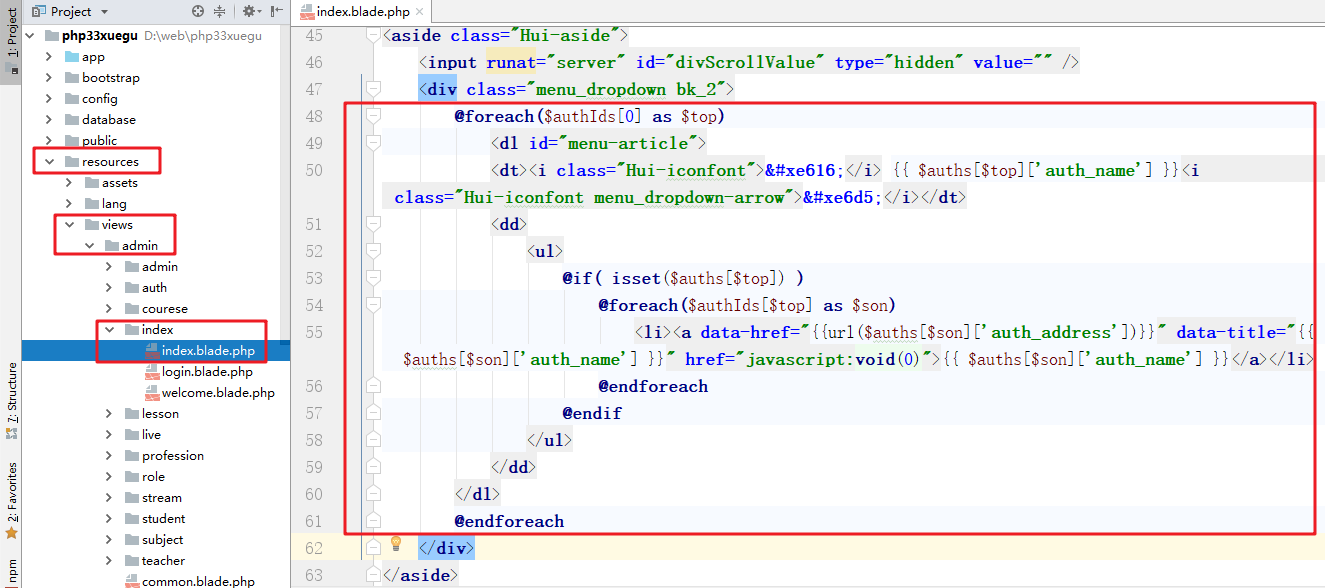 Project
index.blade.php
1: Project
7: Structure
2: Favorites
npm
php33xuegu D:\web\php33xuegu
app
bootstrap
config
database
public
resources
assets
lang
views
admin
admin
auth
courese
index
index.blade.php
login.blade.php
welcome.blade.php
lesson
live
profession
role
stream
student
subject
teacher
common.blade.php
45 <aside class="Hui-aside">
46 <input runat="server" id="divScrollValue" type="hidden" value="" />
47 <div class="menu_dropdown bk_2">
48 @foreach($authIds[0] as $top)
49 <dl id="menu-article">
50 <dt><i class="Hui-iconfont">&#xe616;</i> {{ $auths[$top]['auth_name'] }}<i
class="Hui-iconfont menu_dropdown-arrow">&#xe6d5;</i></dt>
51 <dd>
52 <ul>
53 @if( isset($auths[$top]) )
54 @foreach($authIds[$top] as $son)
55 <li><a data-href="{{url($auths[$son]['auth_address'])}}" data-title="{{
$auths[$son]['auth_name'] }}" href="javascript:void(0)">{{ $auths[$son]['auth_name'] }}</a></li>
56 @endforeach
57 @endif
58 </ul>
59 </dd>
60 </dl>
61 @endforeach
62 </div>
63 </aside>